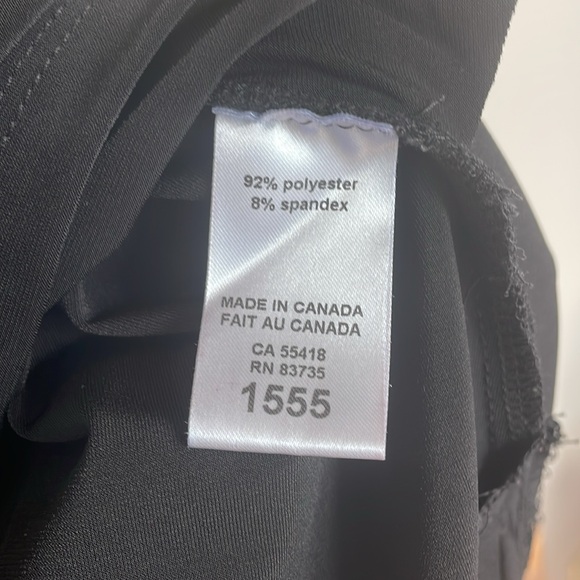 92% polyester
8% spandex
MADE IN CANADA
FAIT AU CANADA
CA 55418
RN 83735
1555